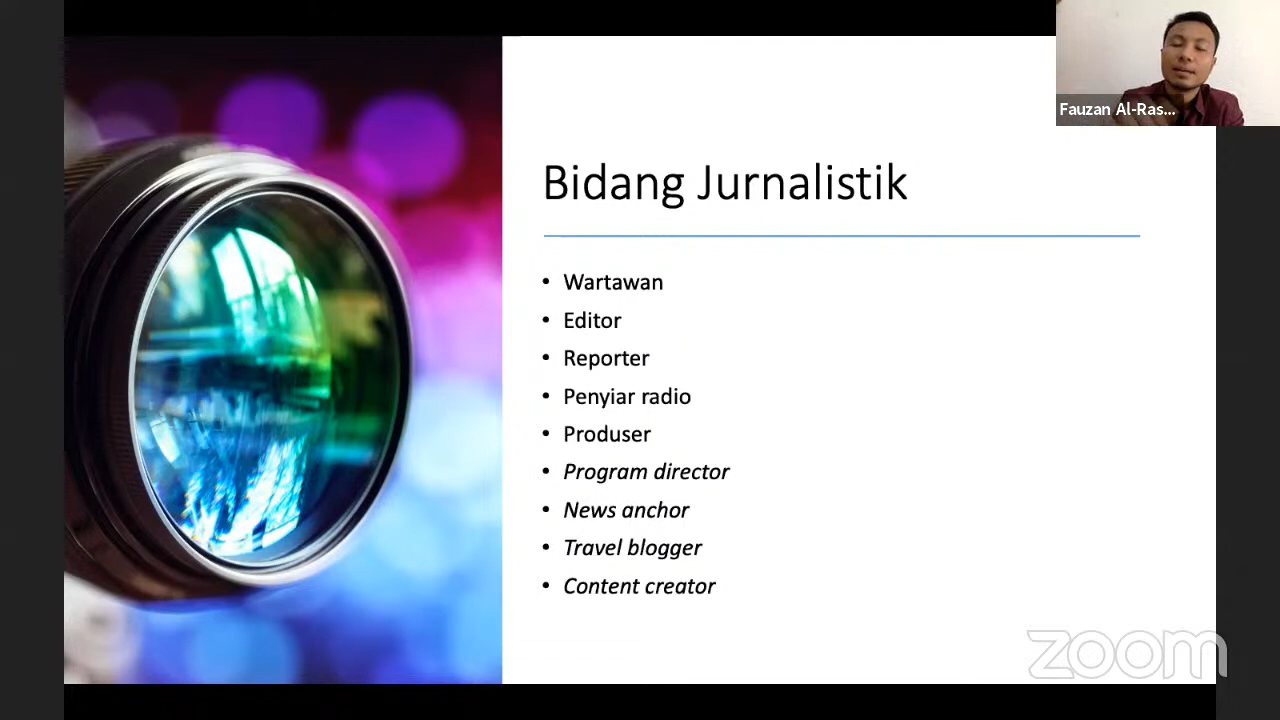 Fauzan Al-Ras...
Bidang Jurnalistik
• Wartawan
• Editor
• Reporter
• Penyiar radio
• Produser
• Program director
• News anchor
• Travel blogger
• Content creator
zoom